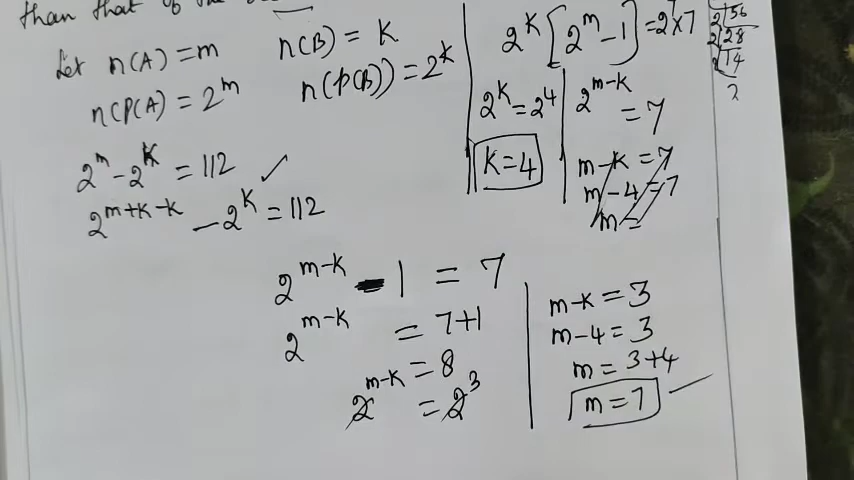 than that of the
Let n(A) = m
n(B) = K
n(P(A) = 2^m
n(P(B)) = 2^k
2^m - 2^k = 112 ✓
2^{m+k-k} - 2^k = 112
2^k [2^m - 1] = 2^4 × 7
2^k = 2^4
K = 4
2^{m-k}
= 7
m - k = 7
m - 4 = 7
m =
2 | 56
2 | 28
14
2
2^{m-k} - 1 = 7
2^{m-k} = 7+1
= 8
2^{m-k} = 2^3
m-k = 3
m-4 = 3
m = 3+4
m = 7